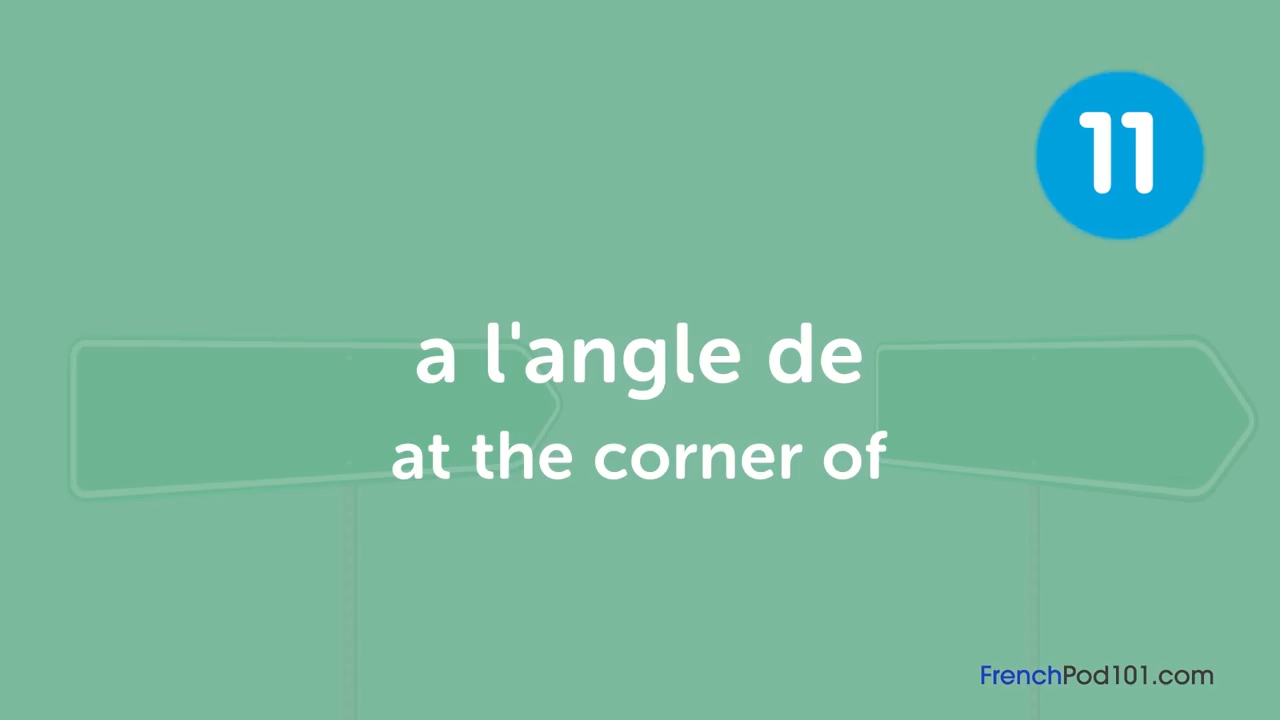 11
a l'angle de
at the corner of
FrenchPod101.com